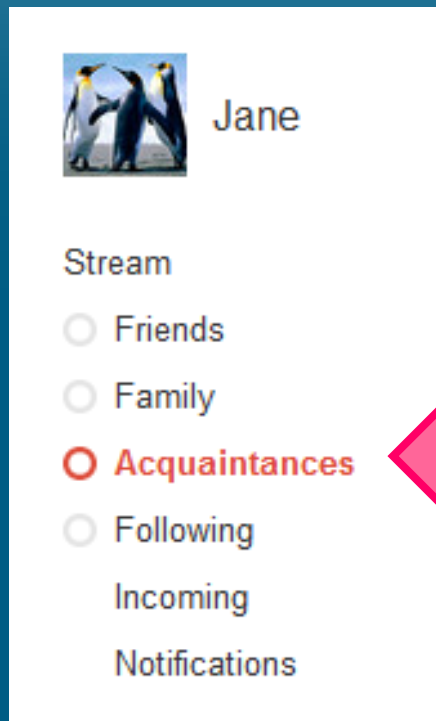 Jane
Stream
Friends
Family
Acquaintances
Following
Incoming
Notifications